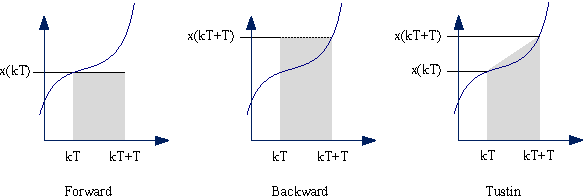 x(kT)
kT
kT+T
Forward
x(kT+T)
kT
kT+T
Backward
x(kT+T)
x(kT)
kT
kT+T
Tustin